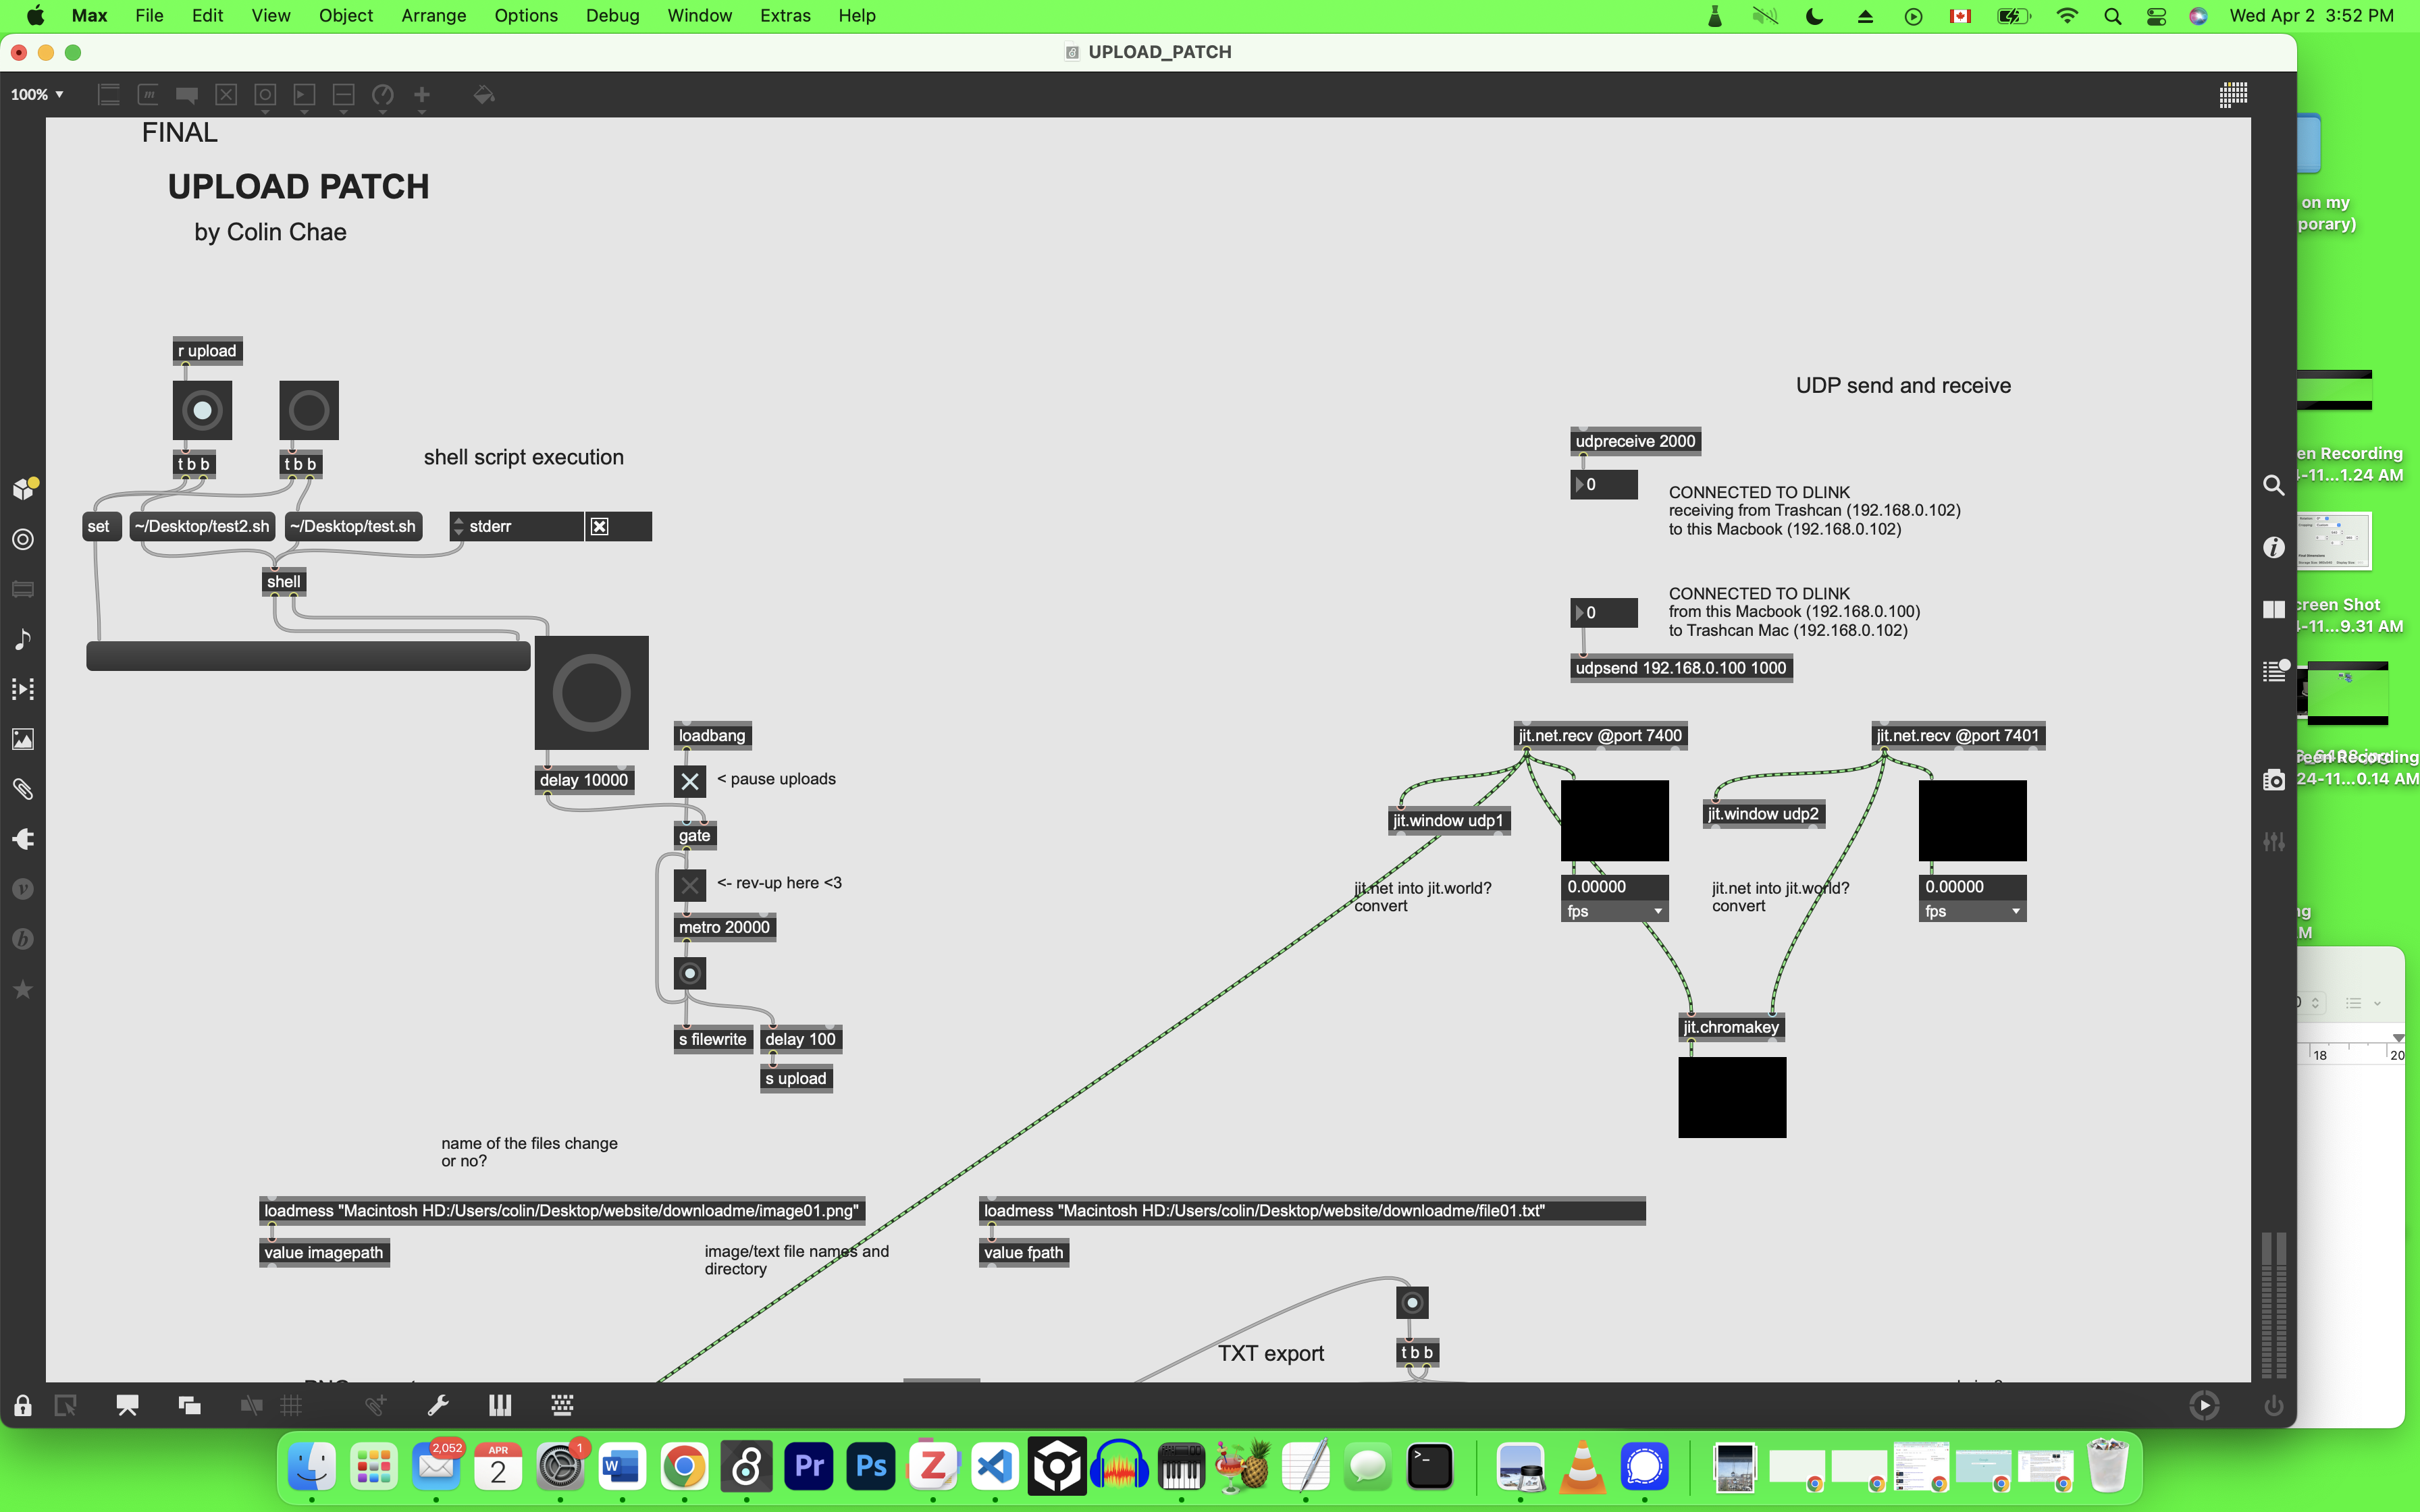 Max File Edit View Object Arrange Options Debug Window Extras Help
Wed Apr 2 3:52 PM
UPLOAD_PATCH
100%
FINAL
UPLOAD PATCH
by Colin Chae
r upload
t b b
t b b
shell script execution
set
~/Desktop/test2.sh
~/Desktop/test.sh
stderr
shell
loadbang
delay 10000
< pause uploads
gate
<- rev-up here <3
metro 20000
s filewrite
delay 100
s upload
UDP send and receive
udpreceive 2000
0
CONNECTED TO DLINK
receiving from Trashcan (192.168.0.102)
to this Macbook (192.168.0.102)
0
CONNECTED TO DLINK
from this Macbook (192.168.0.100)
to Trashcan Mac (192.168.0.102)
udpsend 192.168.0.100 1000
jit.net.recv @port 7400
jit.net.recv @port 7401
jit.window udp1
jit.window udp2
jit.net into jit.world?
convert
0.00000
fps
jit.net into jit.world?
convert
0.00000
fps
jit.chromakey
name of the files change
or no?
loadmess "Macintosh HD:/Users/colin/Desktop/website/downloadme/image01.png"
value imagepath
image/text file names and
directory
loadmess "Macintosh HD:/Users/colin/Desktop/website/downloadme/file01.txt"
value fpath
TXT export
t b b
on my
porary)
en Recording
4-11...1.24 AM
creen Shot
4-11...9.31 AM
een Recording
24-11...0.14 AM
ng
M
18
20
2,052
APR
2
1
W
Pr
Ps
Z